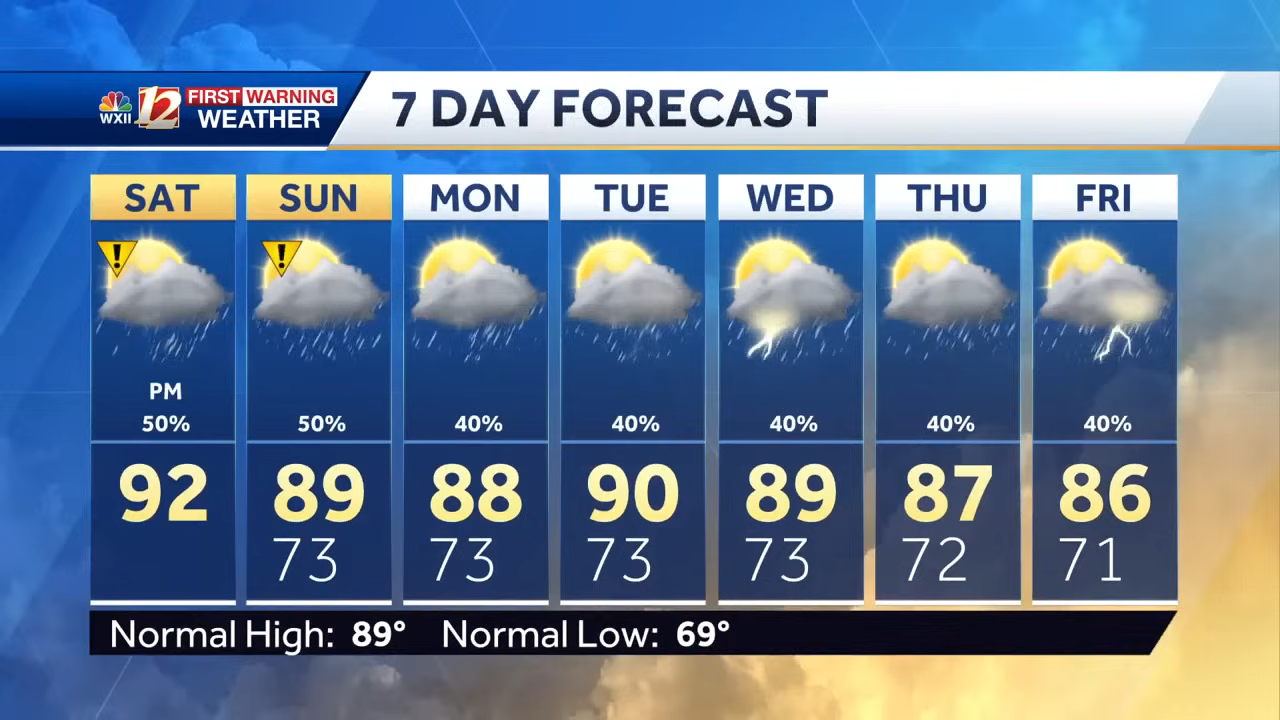 WXII 12 FIRST WARNING
WEATHER
7 DAY FORECAST
SAT SUN MON TUE WED THU FRI
! !
PM
50% 50% 40% 40% 40% 40% 40%
92 89 88 90 89 87 86
73 73 73 73 72 71
Normal High: 89° Normal Low: 69°